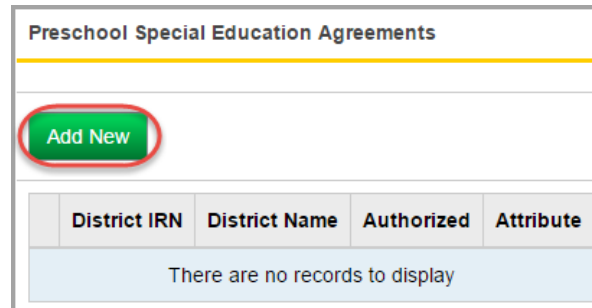 Preschool Special Education Agreements
Add New
District IRN District Name Authorized Attribute
There are no records to display